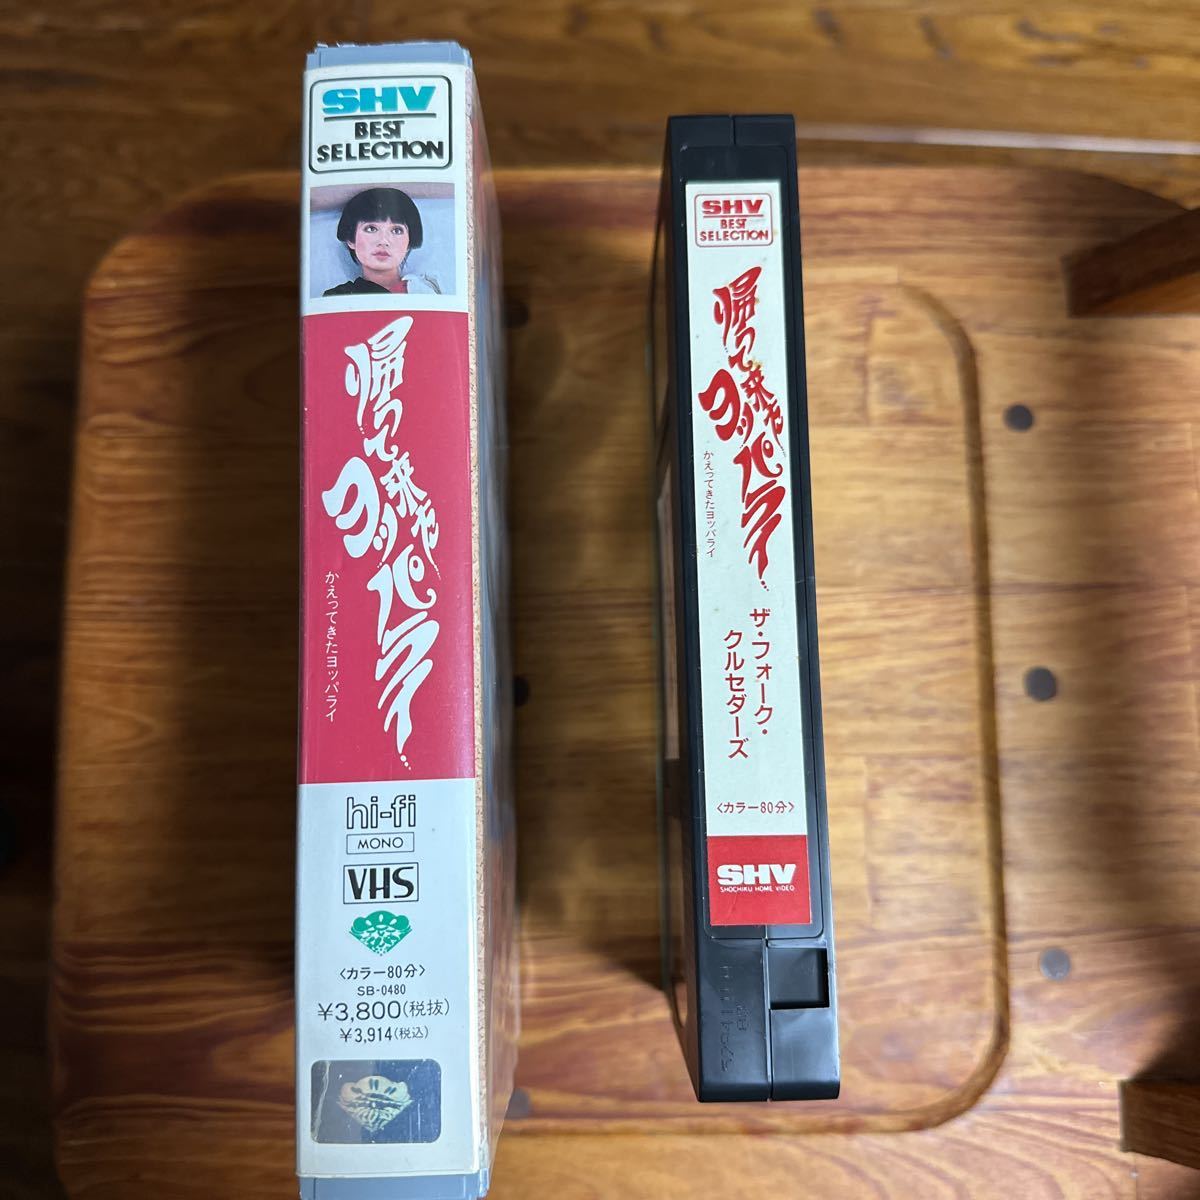 SHV
BEST
SELECTION
帰って来た
ヨッパライ
かえってきたヨッパライ
hi-fi
MONO
VHS
〈カラー80分〉
SB-0480
¥3,800(税抜)
¥3,914(税込)
SHV
BEST
SELECTION
帰って来た
ヨッパライ
かえってきたヨッパライ
ザ・フォーク・
クルセダーズ
〈カラー80分〉
SHV
SHOCHIKU HOME VIDEO